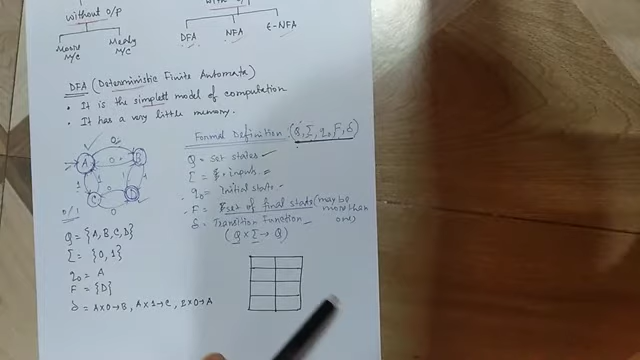 without o/p
Moore M/C
Mealy M/C
DFA
NFA
ε-NFA
DFA (Deterministic Finite Automata)
• It is the simplest model of computation
• It has a very little memory.
Formal Definition: (Q, Σ, q₀, F, δ)
Q = Set states
Σ = inputs
q₀ = Initial state
F = set of final state (may be more than one)
δ = Transition Function
(Q × Σ → Q)
A
B
C
D
0
1
0/1
Q = {A, B, C, D}
Σ = {0, 1}
q₀ = A
F = {D}
δ = A×0→B, A×1→C, B×0→A